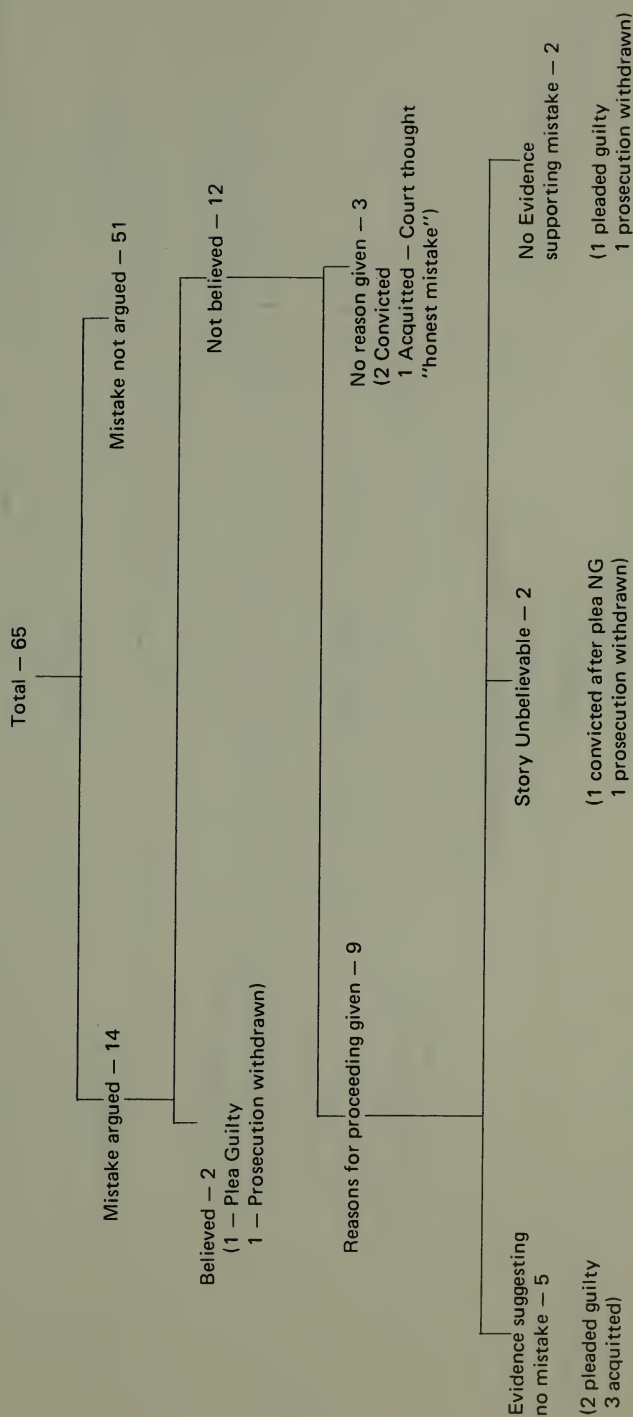 Total — 65
Mistake argued — 14
Mistake not argued — 51
Believed — 2
(1 — Plea Guilty
1 — Prosecution withdrawn)
Not believed — 12
Reasons for proceeding given — 9
No reason given — 3
(2 Convicted
1 Acquitted — Court thought
"honest mistake")
Evidence suggesting
no mistake — 5
(2 pleaded guilty
3 acquitted)
Story Unbelievable — 2
(1 convicted after plea NG
1 prosecution withdrawn)
No Evidence
supporting mistake — 2
(1 pleaded guilty
1 prosecution withdrawn)